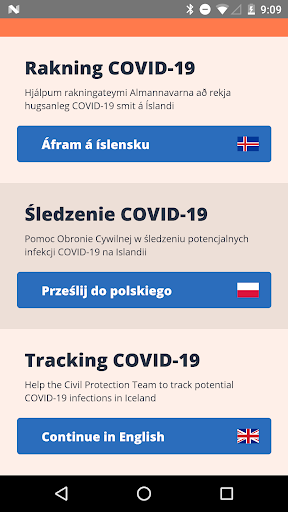 9:09
Rakning COVID-19
Hjálpum rakningateymi Almannavarna að rekja
hugsanleg COVID-19 smit á Íslandi
Áfram á íslensku
Śledzenie COVID-19
Pomoc Obronie Cywilnej w śledzeniu potencjalnych
infekcji COVID-19 na Islandii
Prześlij do polskiego
Tracking COVID-19
Help the Civil Protection Team to track potential
COVID-19 infections in Iceland
Continue in English